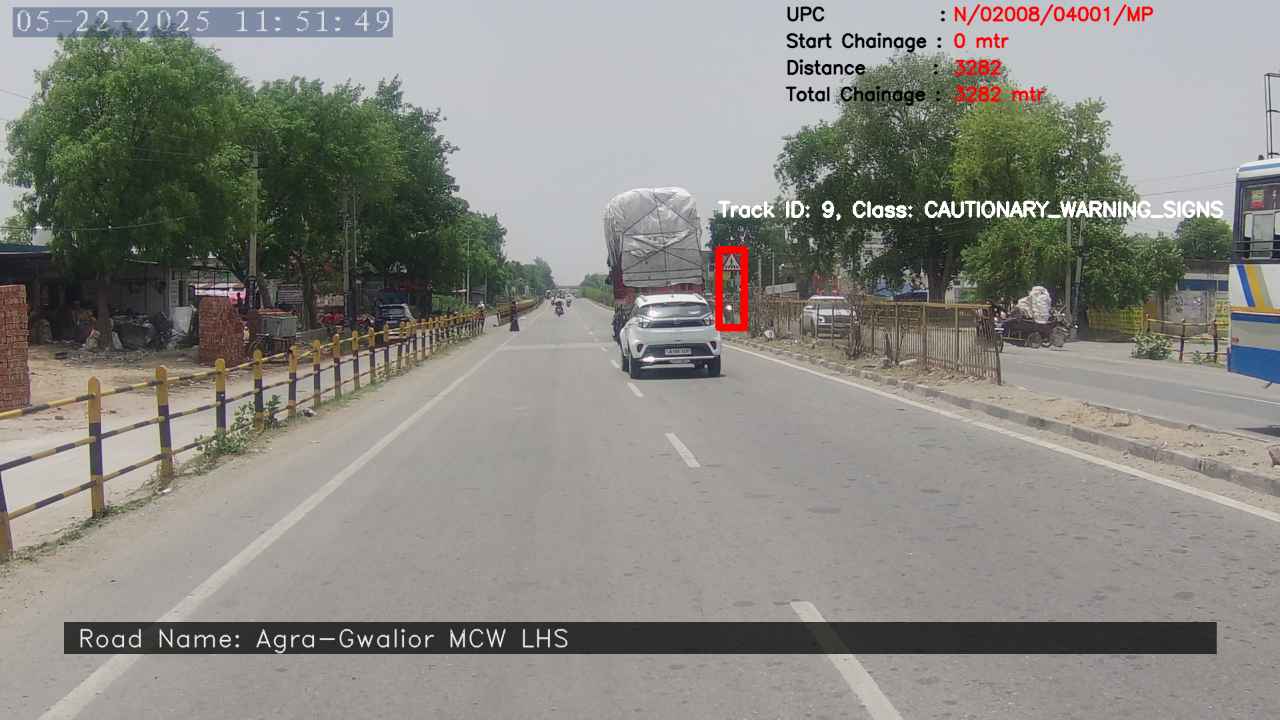 05-22-2025 11:51:49
UPC : N/02008/04001/MP
Start Chainage : 0 mtr
Distance : 3282
Total Chainage : 3282 mtr
Track ID: 9, Class: CAUTIONARY_WARNING_SIGNS
Road Name: Agra-Gwalior MCW LHS